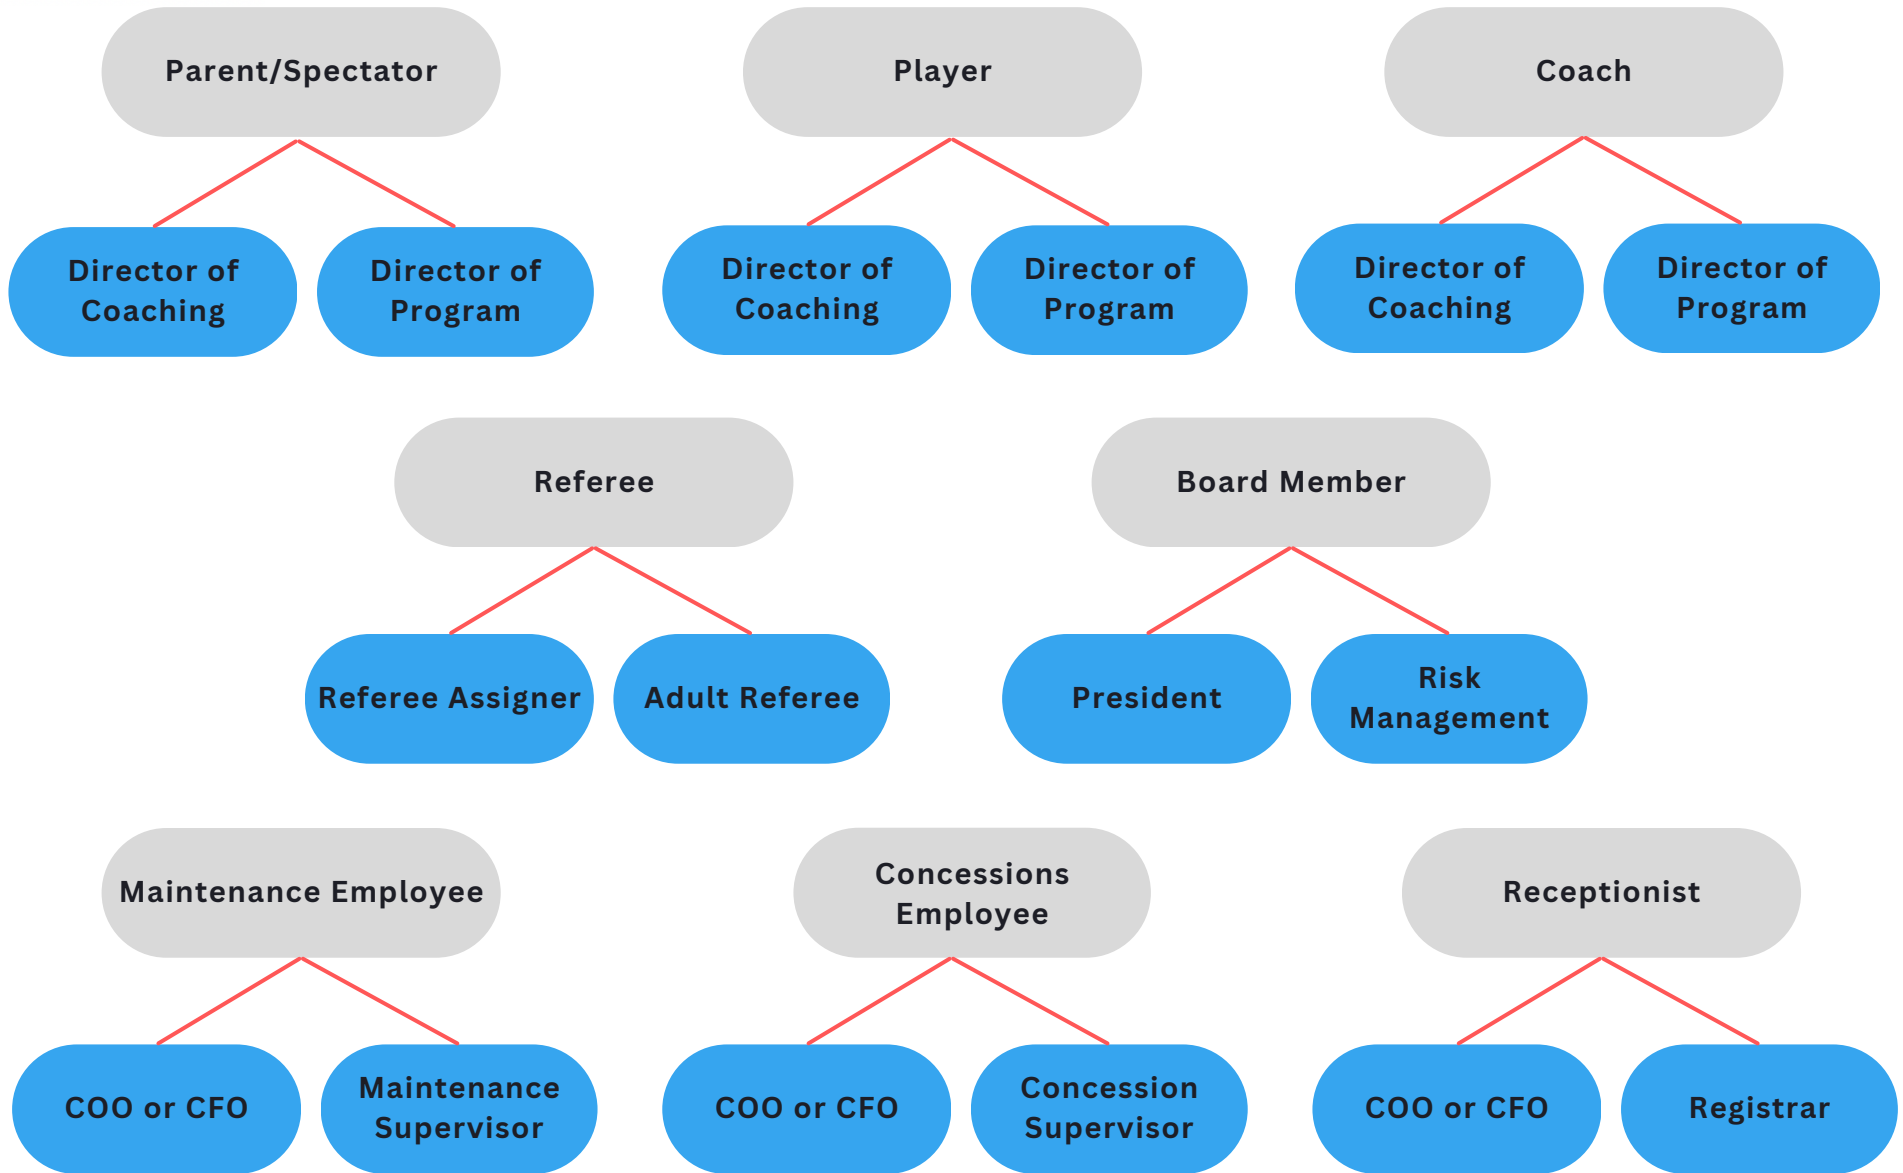 Parent/Spectator
Player
Coach
Director of
Coaching
Director of
Program
Director of
Coaching
Director of
Program
Director of
Coaching
Director of
Program
Referee
Board Member
Referee Assigner
Adult Referee
President
Risk
Management
Maintenance Employee
Concessions
Employee
Receptionist
COO or CFO
Maintenance
Supervisor
COO or CFO
Concession
Supervisor
COO or CFO
Registrar